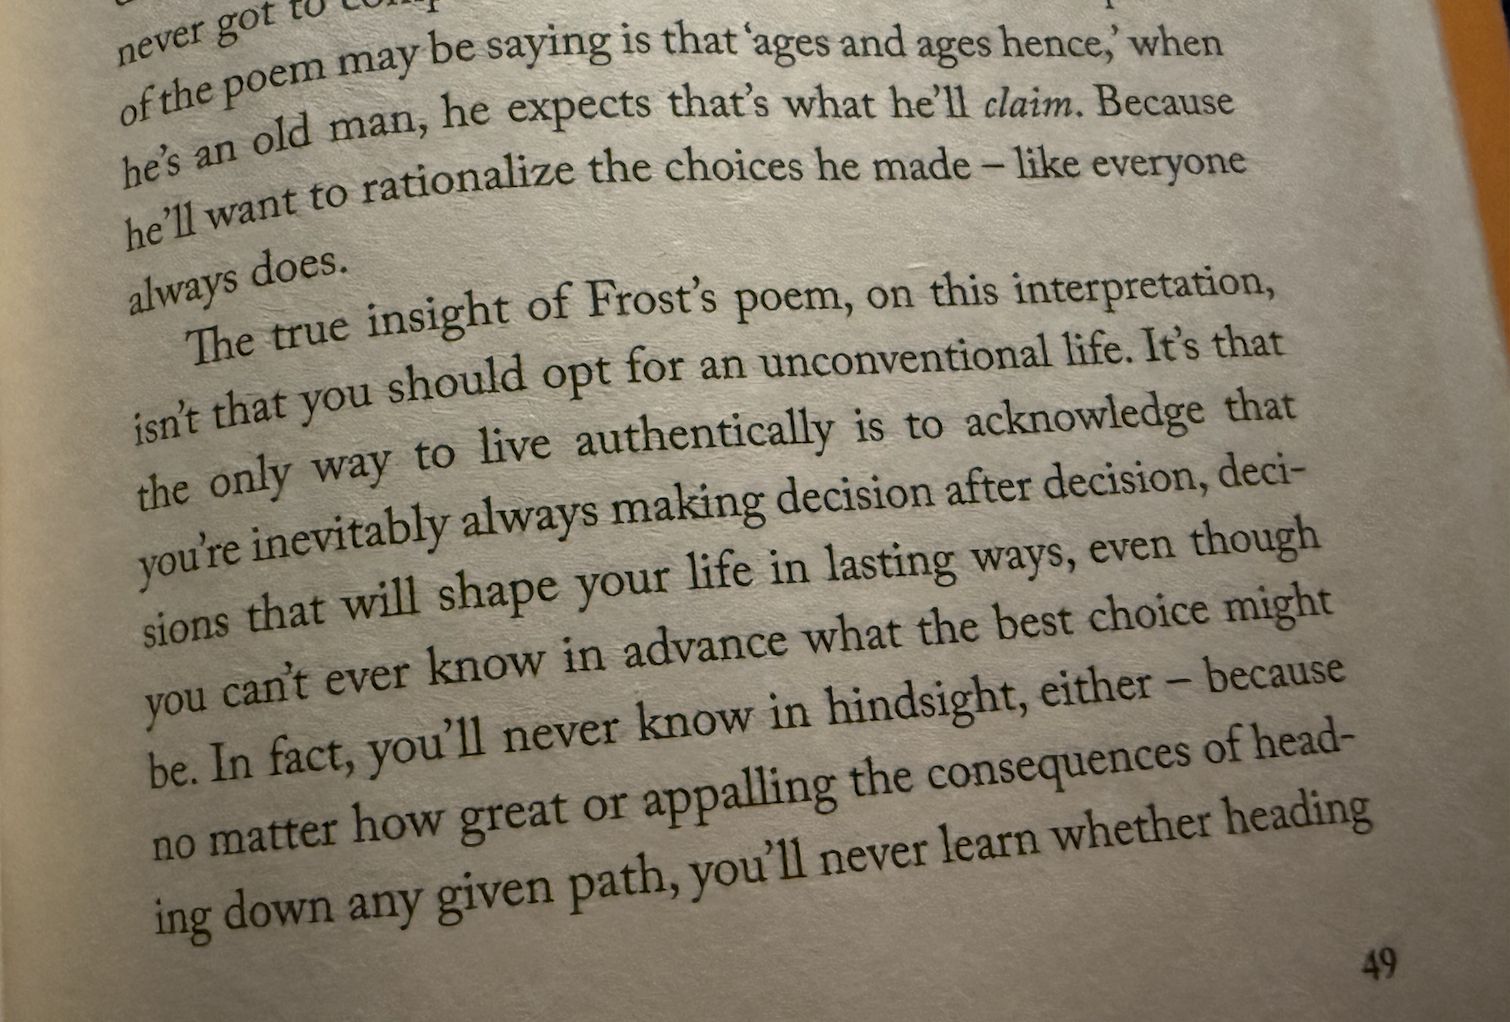 never got to
of the poem may be saying is that ‘ages and ages hence,’ when
he’s an old man, he expects that’s what he’ll claim. Because
he’ll want to rationalize the choices he made – like everyone
always does.
The true insight of Frost’s poem, on this interpretation,
isn’t that you should opt for an unconventional life. It’s that
the only way to live authentically is to acknowledge that
you’re inevitably always making decision after decision, deci-
sions that will shape your life in lasting ways, even though
you can’t ever know in advance what the best choice might
be. In fact, you’ll never know in hindsight, either – because
no matter how great or appalling the consequences of head-
ing down any given path, you’ll never learn whether heading
49